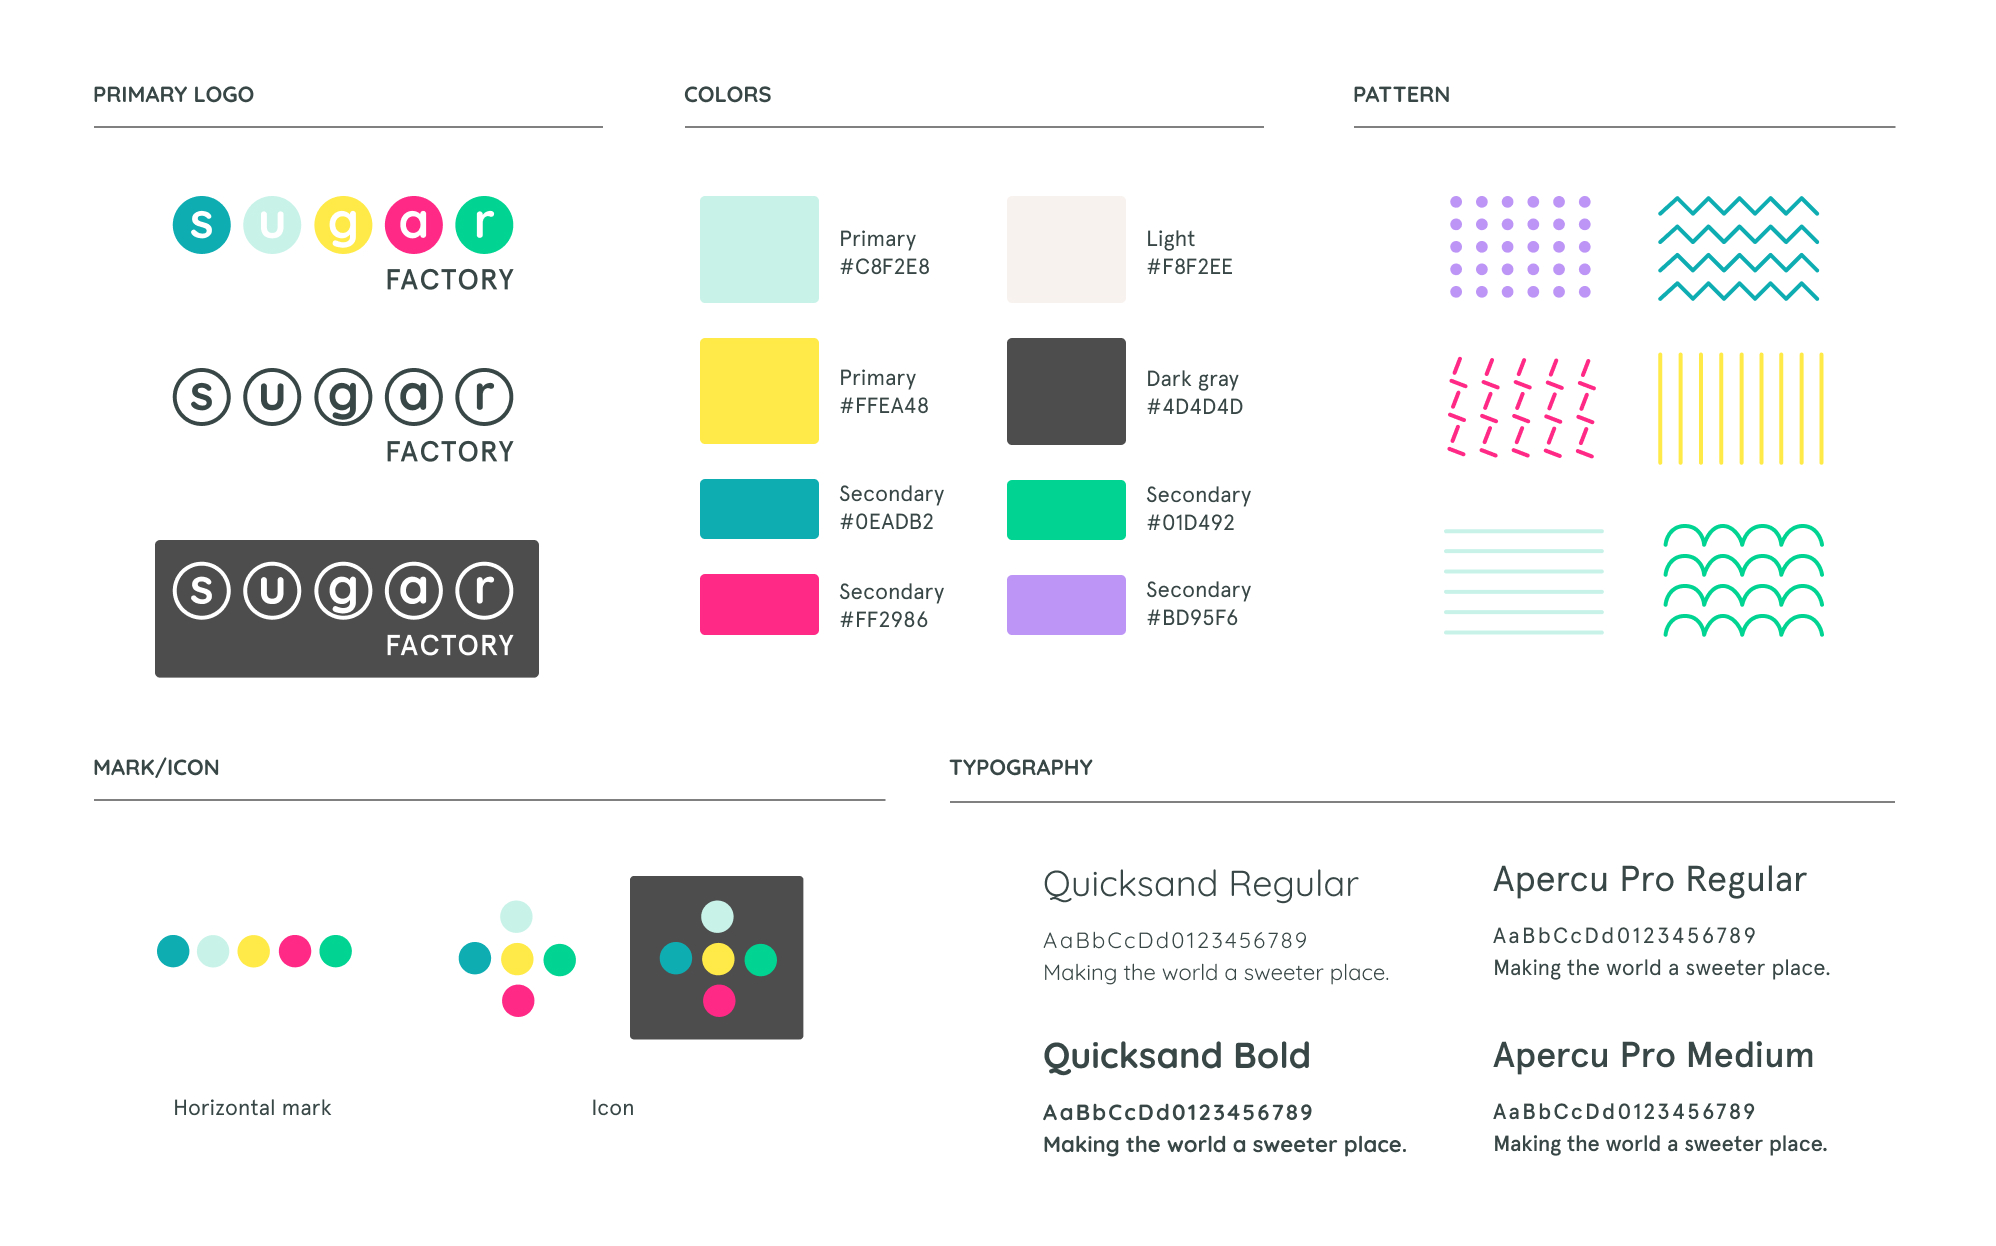 PRIMARY LOGO
sugar
FACTORY
sugar
FACTORY
sugar
FACTORY
COLORS
Primary
#C8F2E8
Light
#F8F2EE
Primary
#FFEA48
Dark gray
#4D4D4D
Secondary
#0EADB2
Secondary
#01D492
Secondary
#FF2986
Secondary
#BD95F6
PATTERN
MARK/ICON
Horizontal mark
Icon
TYPOGRAPHY
Quicksand Regular
AaBbCcDd0123456789
Making the world a sweeter place.
Apercu Pro Regular
AaBbCcDd0123456789
Making the world a sweeter place.
Quicksand Bold
AaBbCcDd0123456789
Making the world a sweeter place.
Apercu Pro Medium
AaBbCcDd0123456789
Making the world a sweeter place.